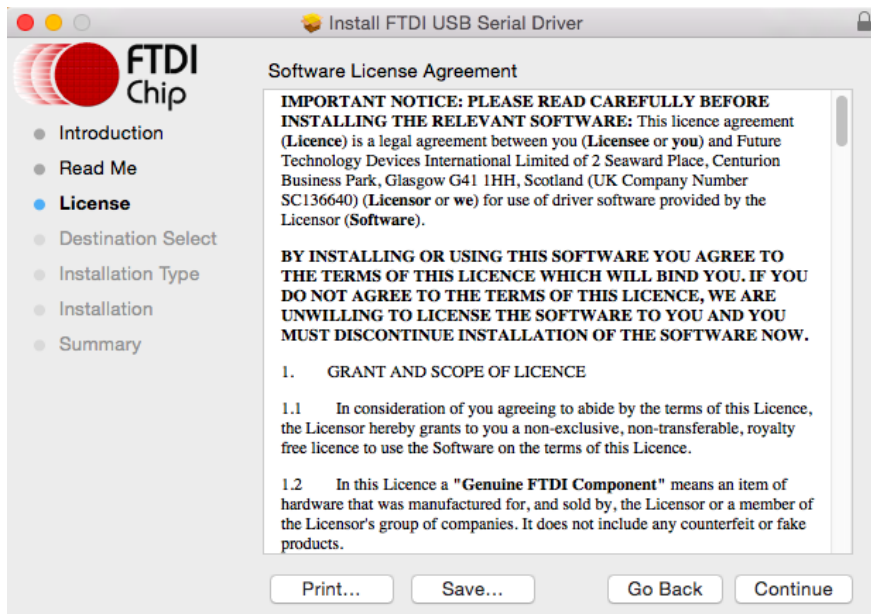 Install FTDI USB Serial Driver
FTDI
Chip
Introduction
Read Me
License
Destination Select
Installation Type
Installation
Summary
Software License Agreement
IMPORTANT NOTICE: PLEASE READ CAREFULLY BEFORE
INSTALLING THE RELEVANT SOFTWARE: This licence agreement
(Licence) is a legal agreement between you (Licensee or you) and Future
Technology Devices International Limited of 2 Seaward Place, Centurion
Business Park, Glasgow G41 1HH, Scotland (UK Company Number
SC136640) (Licensor or we) for use of driver software provided by the
Licensor (Software).
BY INSTALLING OR USING THIS SOFTWARE YOU AGREE TO
THE TERMS OF THIS LICENCE WHICH WILL BIND YOU. IF YOU
DO NOT AGREE TO THE TERMS OF THIS LICENCE, WE ARE
UNWILLING TO LICENSE THE SOFTWARE TO YOU AND YOU
MUST DISCONTINUE INSTALLATION OF THE SOFTWARE NOW.
1. GRANT AND SCOPE OF LICENCE
1.1 In consideration of you agreeing to abide by the terms of this Licence,
the Licensor hereby grants to you a non-exclusive, non-transferable, royalty
free licence to use the Software on the terms of this Licence.
1.2 In this Licence a "Genuine FTDI Component" means an item of
hardware that was manufactured for, and sold by, the Licensor or a member of
the Licensor's group of companies. It does not include any counterfeit or fake
products.
Print...
Save...
Go Back
Continue